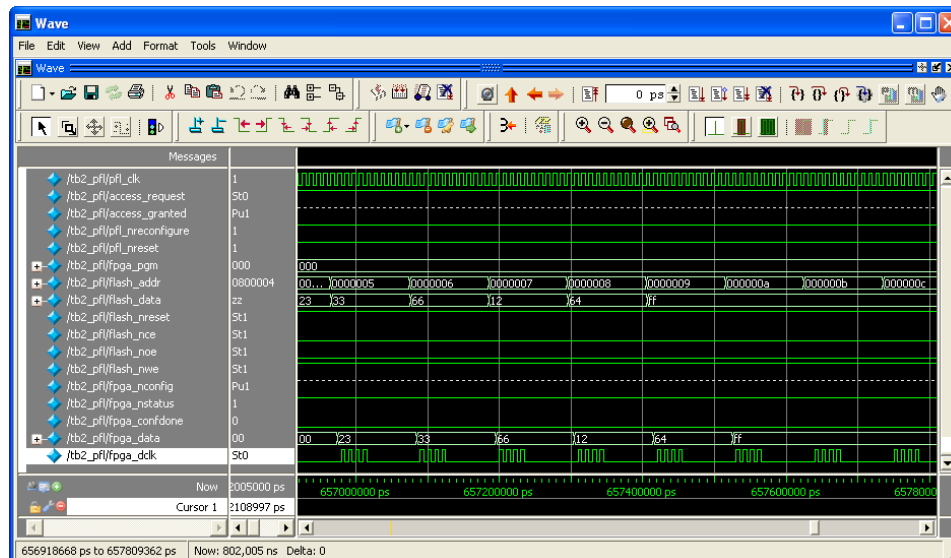 Wave
File Edit View Add Format Tools Window
Wave
0 ps
Messages
/tb2_pfl/pfl_clk 1
/tb2_pfl/access_request St0
/tb2_pfl/access_granted Pu1
/tb2_pfl/pfl_nreconfigure 1
/tb2_pfl/pfl_nreset 1
/tb2_pfl/fpga_pgm 000 000
/tb2_pfl/flash_addr 0800004 00... 0000005 0000006 0000007 0000008 0000009 000000a 000000b 000000c
/tb2_pfl/flash_data zz 23 33 66 12 64 ff
/tb2_pfl/flash_nreset St1
/tb2_pfl/flash_nce St1
/tb2_pfl/flash_noe St1
/tb2_pfl/flash_nwe St1
/tb2_pfl/fpga_nconfig Pu1
/tb2_pfl/fpga_nstatus 1
/tb2_pfl/fpga_confdone 0
/tb2_pfl/fpga_data 00 00 23 33 66 12 64 ff
/tb2_pfl/fpga_dclk St0
Now 2005000 ps 657000000 ps 657200000 ps 657400000 ps 657600000 ps 6578000
Cursor 1 2108997 ps
656918668 ps to 657809362 ps Now: 802,005 ns Delta: 0